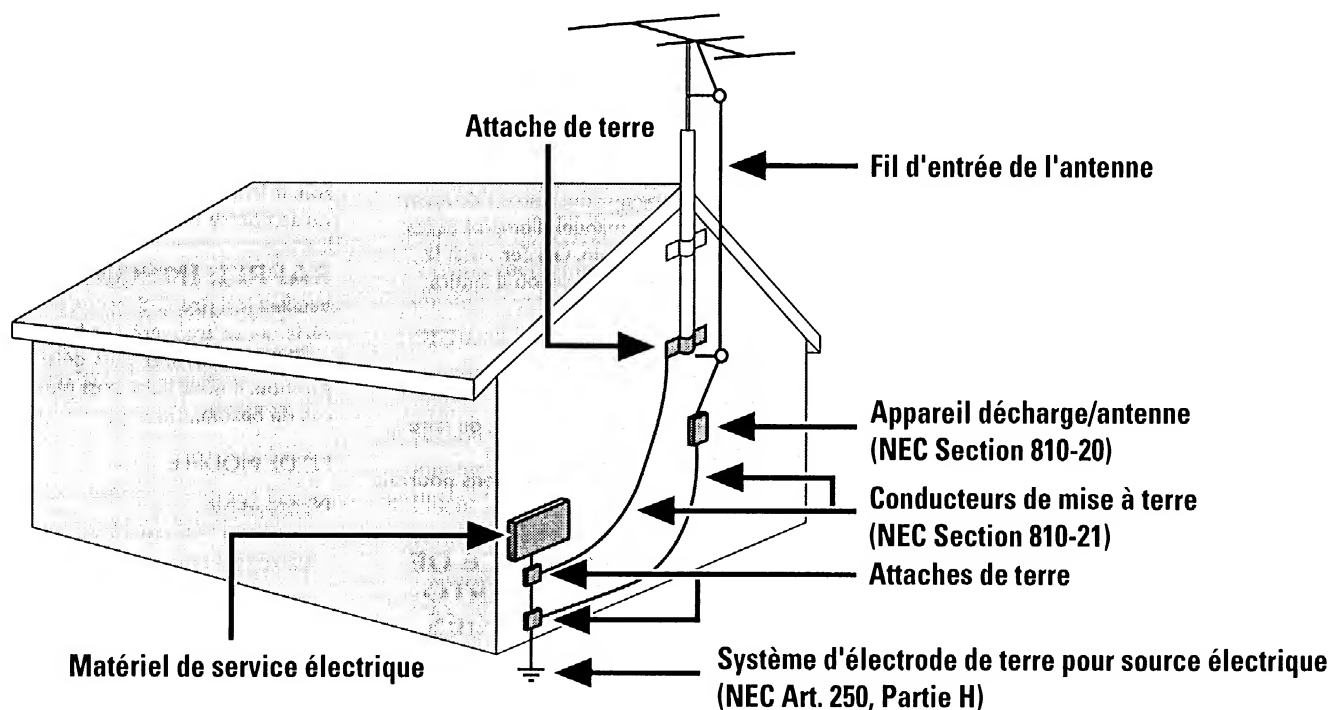 Attache de terre
Fil d'entrée de l'antenne
Appareil décharge/antenne
(NEC Section 810-20)
Conducteurs de mise à terre
(NEC Section 810-21)
Attaches de terre
Matériel de service électrique
Système d'électrode de terre pour source électrique
(NEC Art. 250, Partie H)